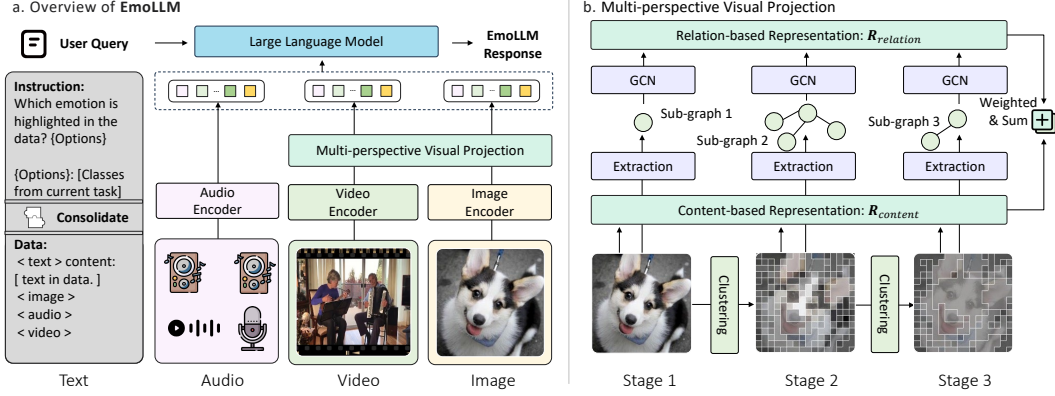 a. Overview of EmoLLM
User Query
Large Language Model
EmoLLM
Response
Instruction:
Which emotion is
highlighted in the
data? {Options}
{Options}: [Classes
from current task]
Consolidate
Data:
< text > content:
[ text in data. ]
< image >
< audio >
< video >
...
...
...
Multi-perspective Visual Projection
Audio
Encoder
Video
Encoder
Image
Encoder
Text
Audio
Video
Image
b. Multi-perspective Visual Projection
Relation-based Representation: R_relation
GCN
GCN
GCN
Sub-graph 1
Sub-graph 2
Sub-graph 3
Weighted
& Sum
Extraction
Extraction
Extraction
Content-based Representation: R_content
Clustering
Clustering
Stage 1
Stage 2
Stage 3